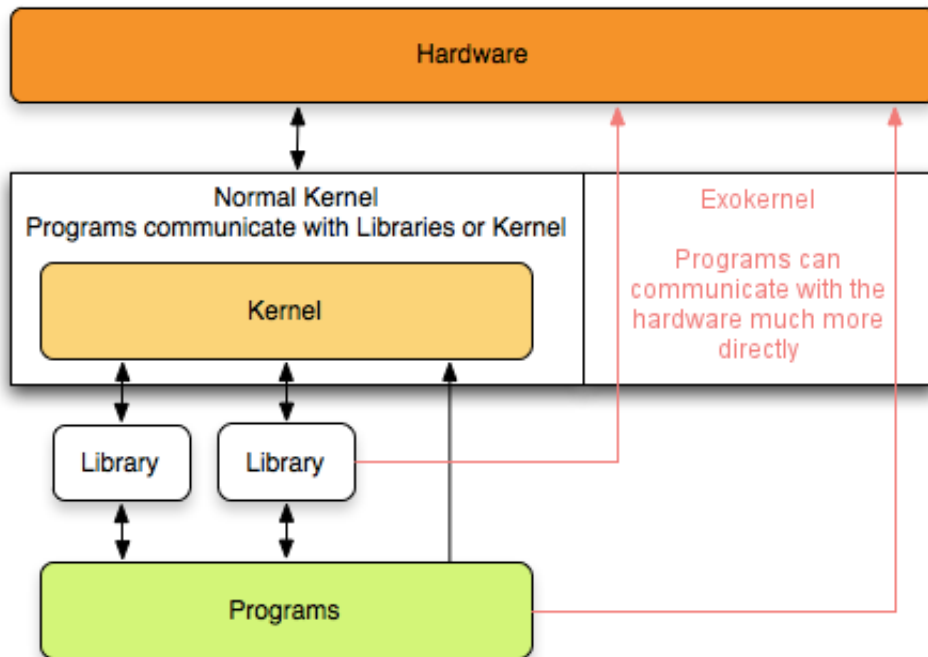 Hardware
Normal Kernel
Programs communicate with Libraries or Kernel
Kernel
Exokernel
Programs can
communicate with the
hardware much more
directly
Library
Library
Programs